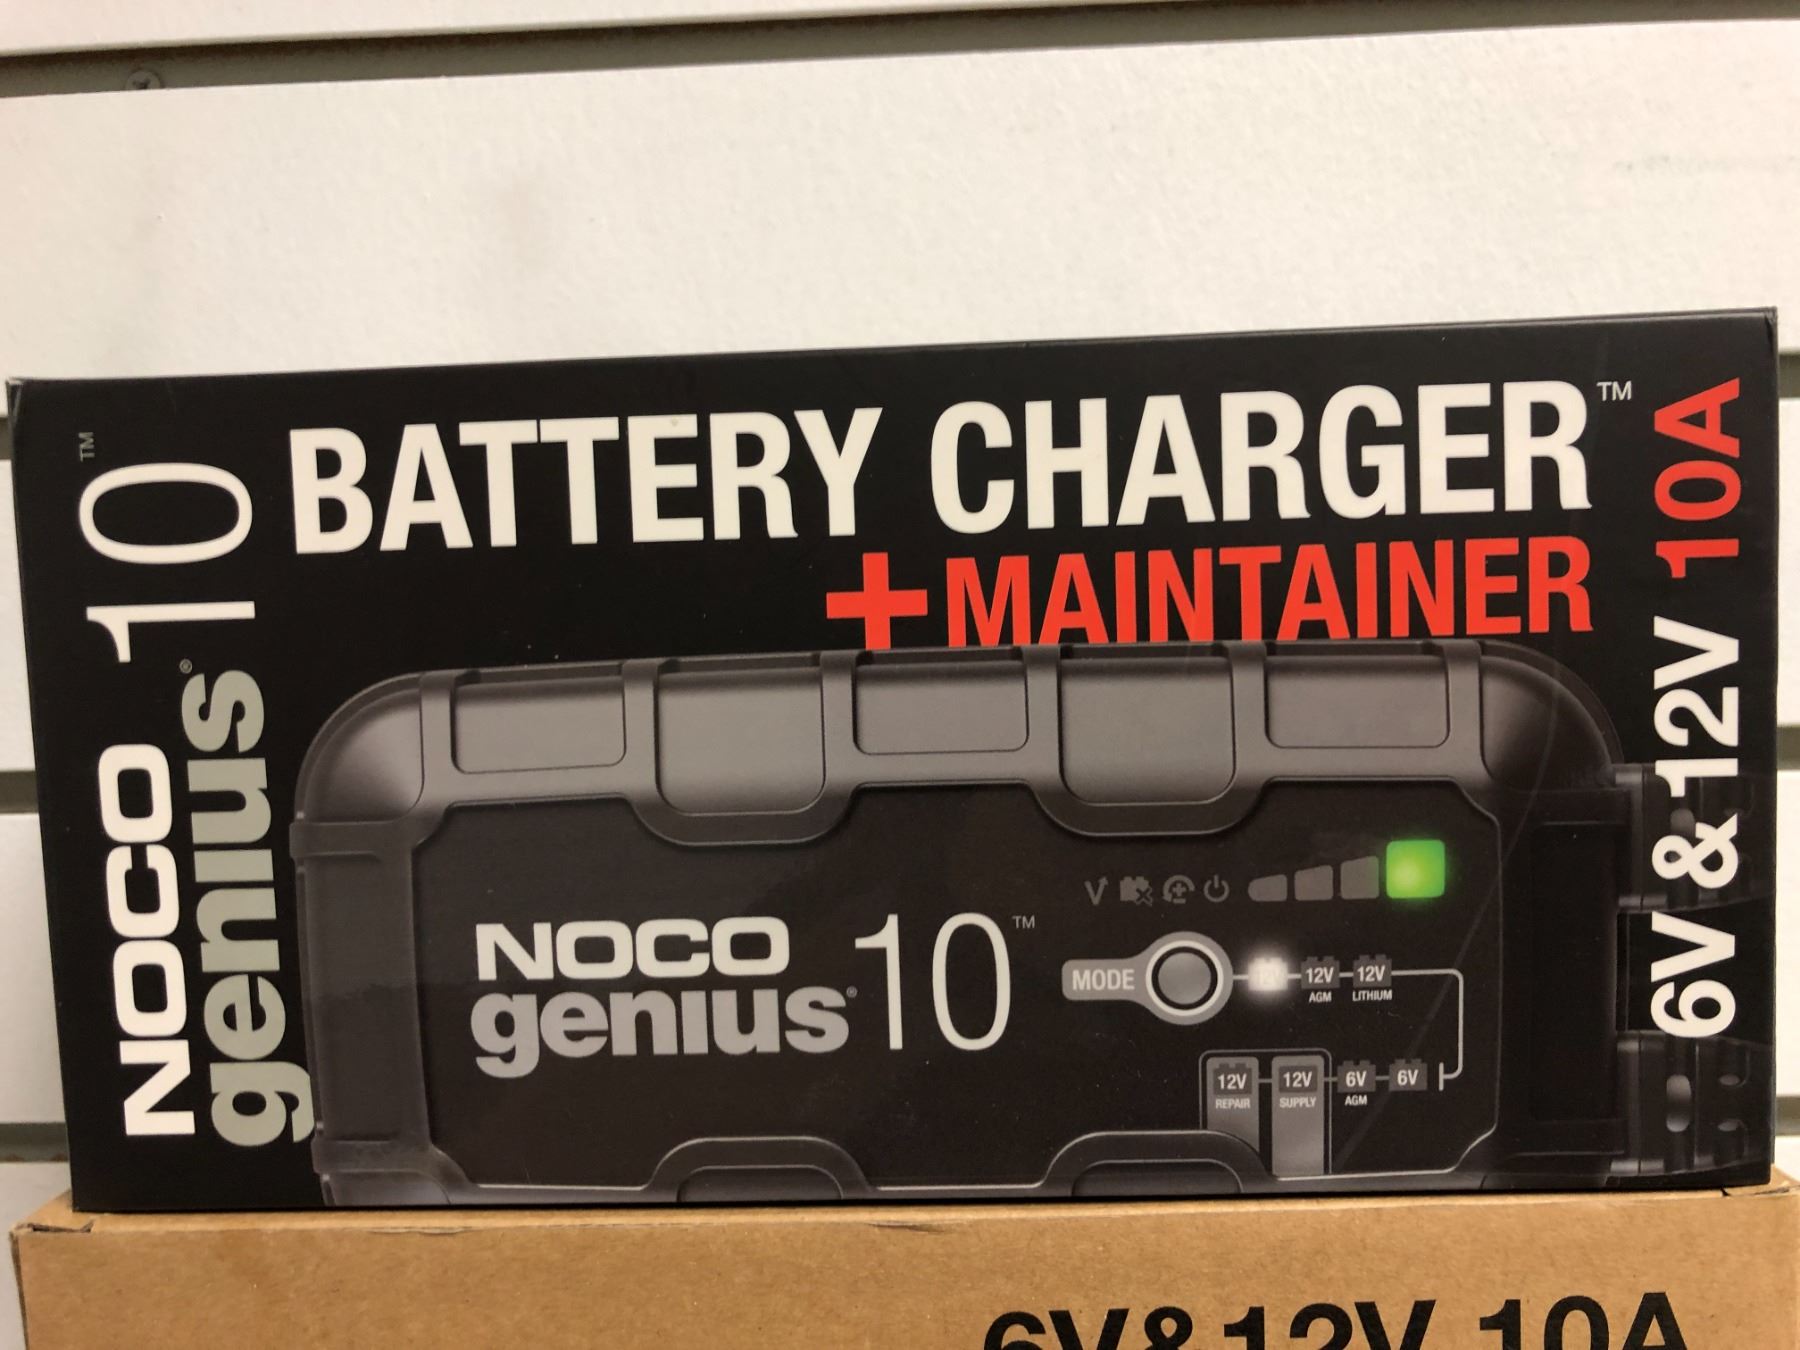 NOCO
genius® 10™
BATTERY CHARGER™
+MAINTAINER
6V & 12V 10A
NOCO
genius® 10™
MODE
12V
12V
AGM
12V
LITHIUM
12V
REPAIR
12V
SUPPLY
6V
AGM
6V
6V&12V 10A